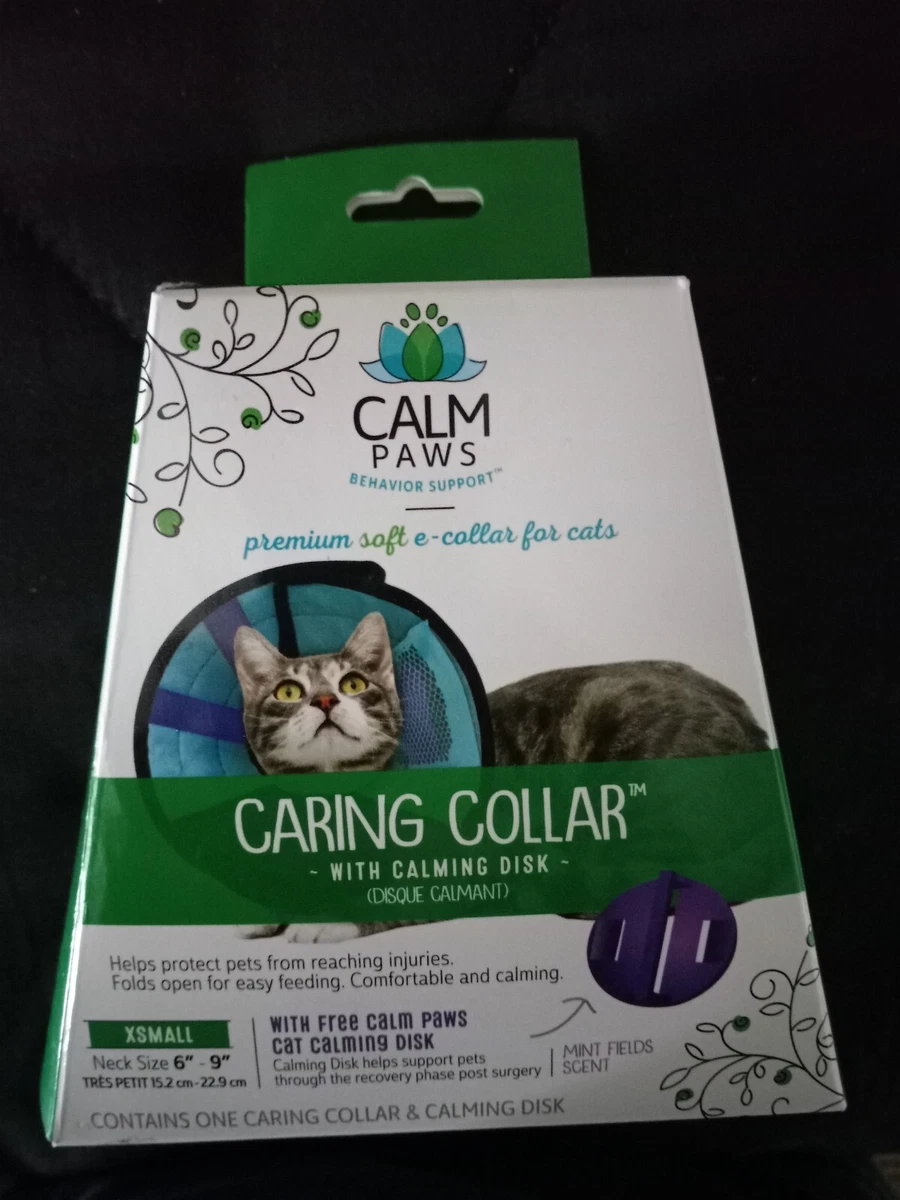 CALM
PAWS
BEHAVIOR SUPPORT™
premium soft e-collar for cats
CARING COLLAR™
~ WITH CALMING DISK ~
(DISQUE CALMANT)
Helps protect pets from reaching injuries.
Folds open for easy feeding. Comfortable and calming.
XSMALL
Neck Size 6" - 9"
TRÈS PETIT 15.2 cm - 22.9 cm
WITH FREE CALM PAWS
CAT CALMING DISK
Calming Disk helps support pets
through the recovery phase post surgery
MINT FIELDS
SCENT
CONTAINS ONE CARING COLLAR & CALMING DISK